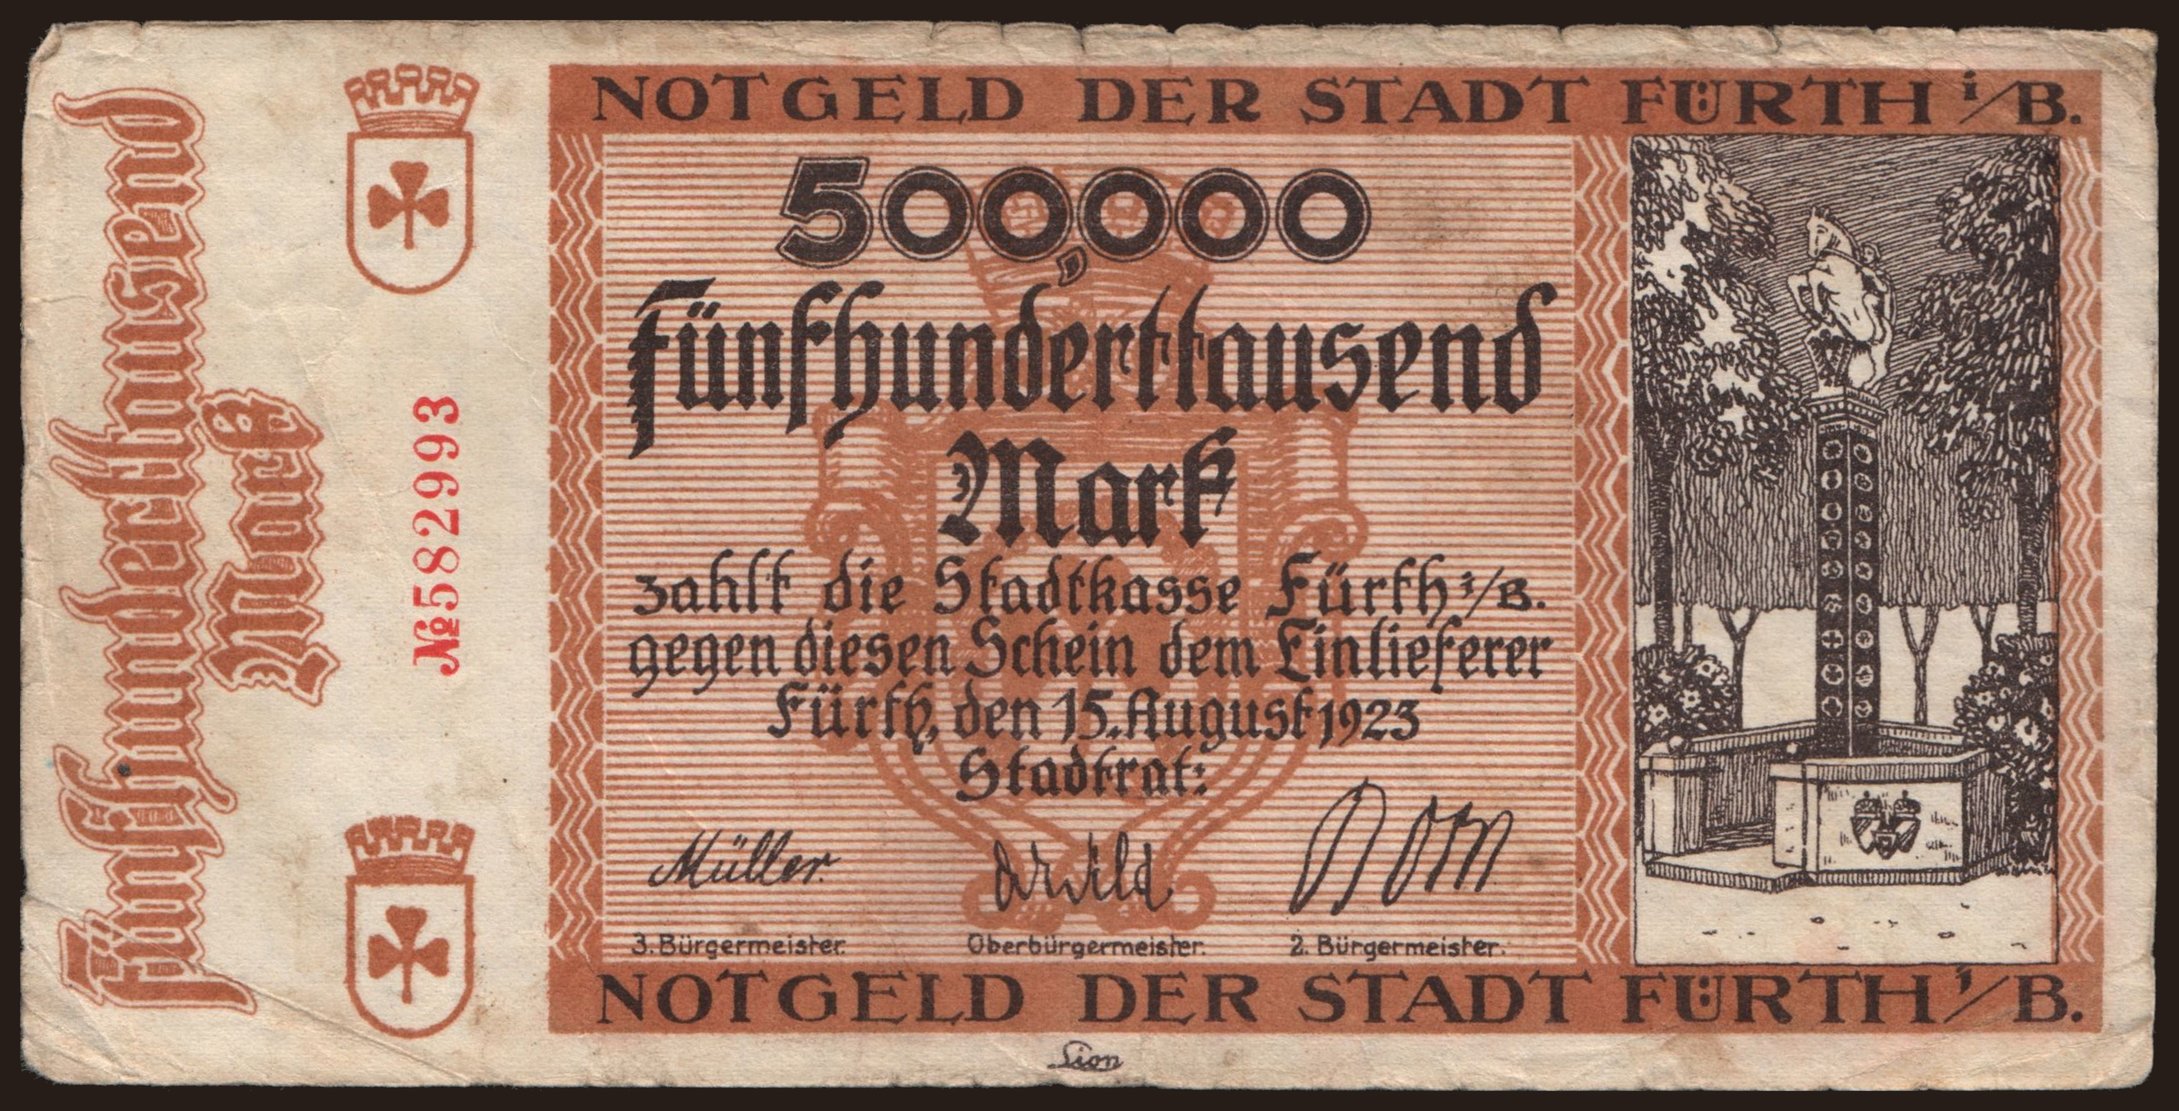 Fünfhunderttausend
Mark
№ 582993
NOTGELD DER STADT FÜRTH i/B.
500,000
Fünfhunderttausend
Mark
zahlt die Stadtkasse Fürth i/B.
gegen diesen Schein dem Einlieferer
Fürth, den 15. August 1923
Stadtrat:
Müller.
3. Bürgermeister. Oberbürgermeister. 2. Bürgermeister.
NOTGELD DER STADT FÜRTH i/B.
Lion